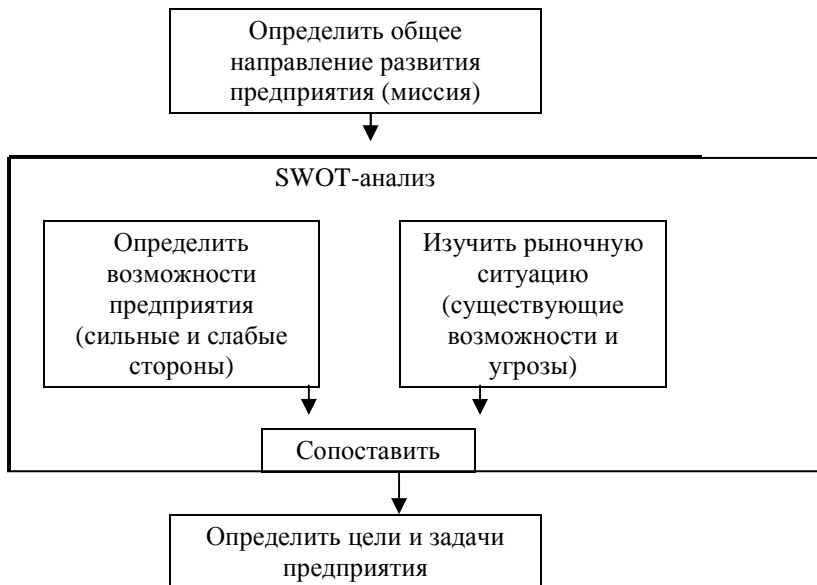 Определить общее
направление развития
предприятия (миссия)
SWOT-анализ
Определить
возможности
предприятия
(сильные и слабые
стороны)
Изучить рыночную
ситуацию
(существующие
возможности и
угрозы)
Сопоставить
Определить цели и задачи
предприятия